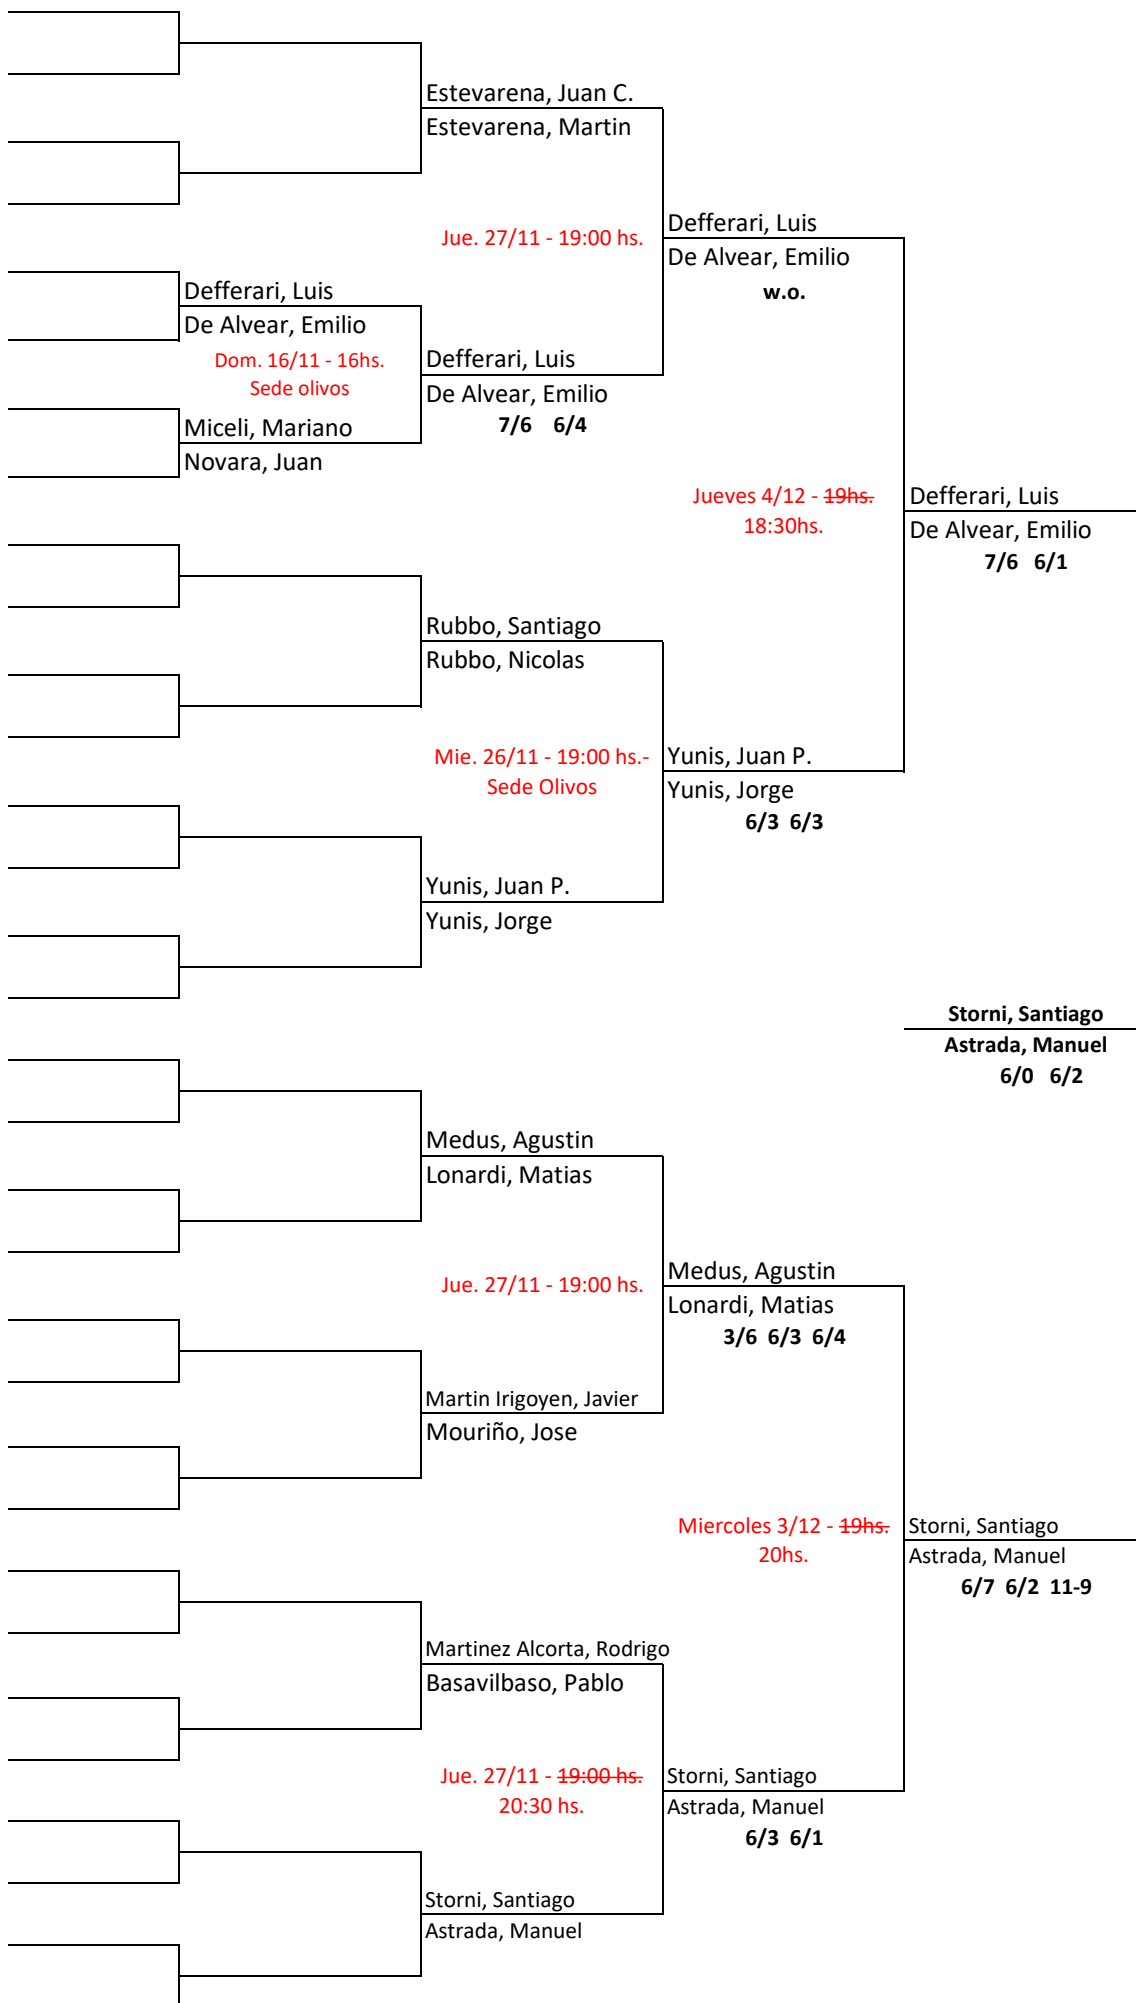 Estevarena, Juan C.
Estevarena, Martin
Jue. 27/11 - 19:00 hs.
Defferari, Luis
De Alvear, Emilio
w.o.
Defferari, Luis
De Alvear, Emilio
Dom. 16/11 - 16hs.
Sede olivos
Defferari, Luis
De Alvear, Emilio
7/6 6/4
Miceli, Mariano
Novara, Juan
Jueves 4/12 - 19hs.
18:30hs.
Defferari, Luis
De Alvear, Emilio
7/6 6/1
Rubbo, Santiago
Rubbo, Nicolas
Mie. 26/11 - 19:00 hs.-
Sede Olivos
Yunis, Juan P.
Yunis, Jorge
6/3 6/3
Yunis, Juan P.
Yunis, Jorge
Storni, Santiago
Astrada, Manuel
6/0 6/2
Medus, Agustin
Lonardi, Matias
Jue. 27/11 - 19:00 hs.
Medus, Agustin
Lonardi, Matias
3/6 6/3 6/4
Martin Irigoyen, Javier
Mouriño, Jose
Miercoles 3/12 - 19hs.
20hs.
Storni, Santiago
Astrada, Manuel
6/7 6/2 11-9
Martinez Alcorta, Rodrigo
Basavilbaso, Pablo
Jue. 27/11 - 19:00 hs.
20:30 hs.
Storni, Santiago
Astrada, Manuel
6/3 6/1
Storni, Santiago
Astrada, Manuel